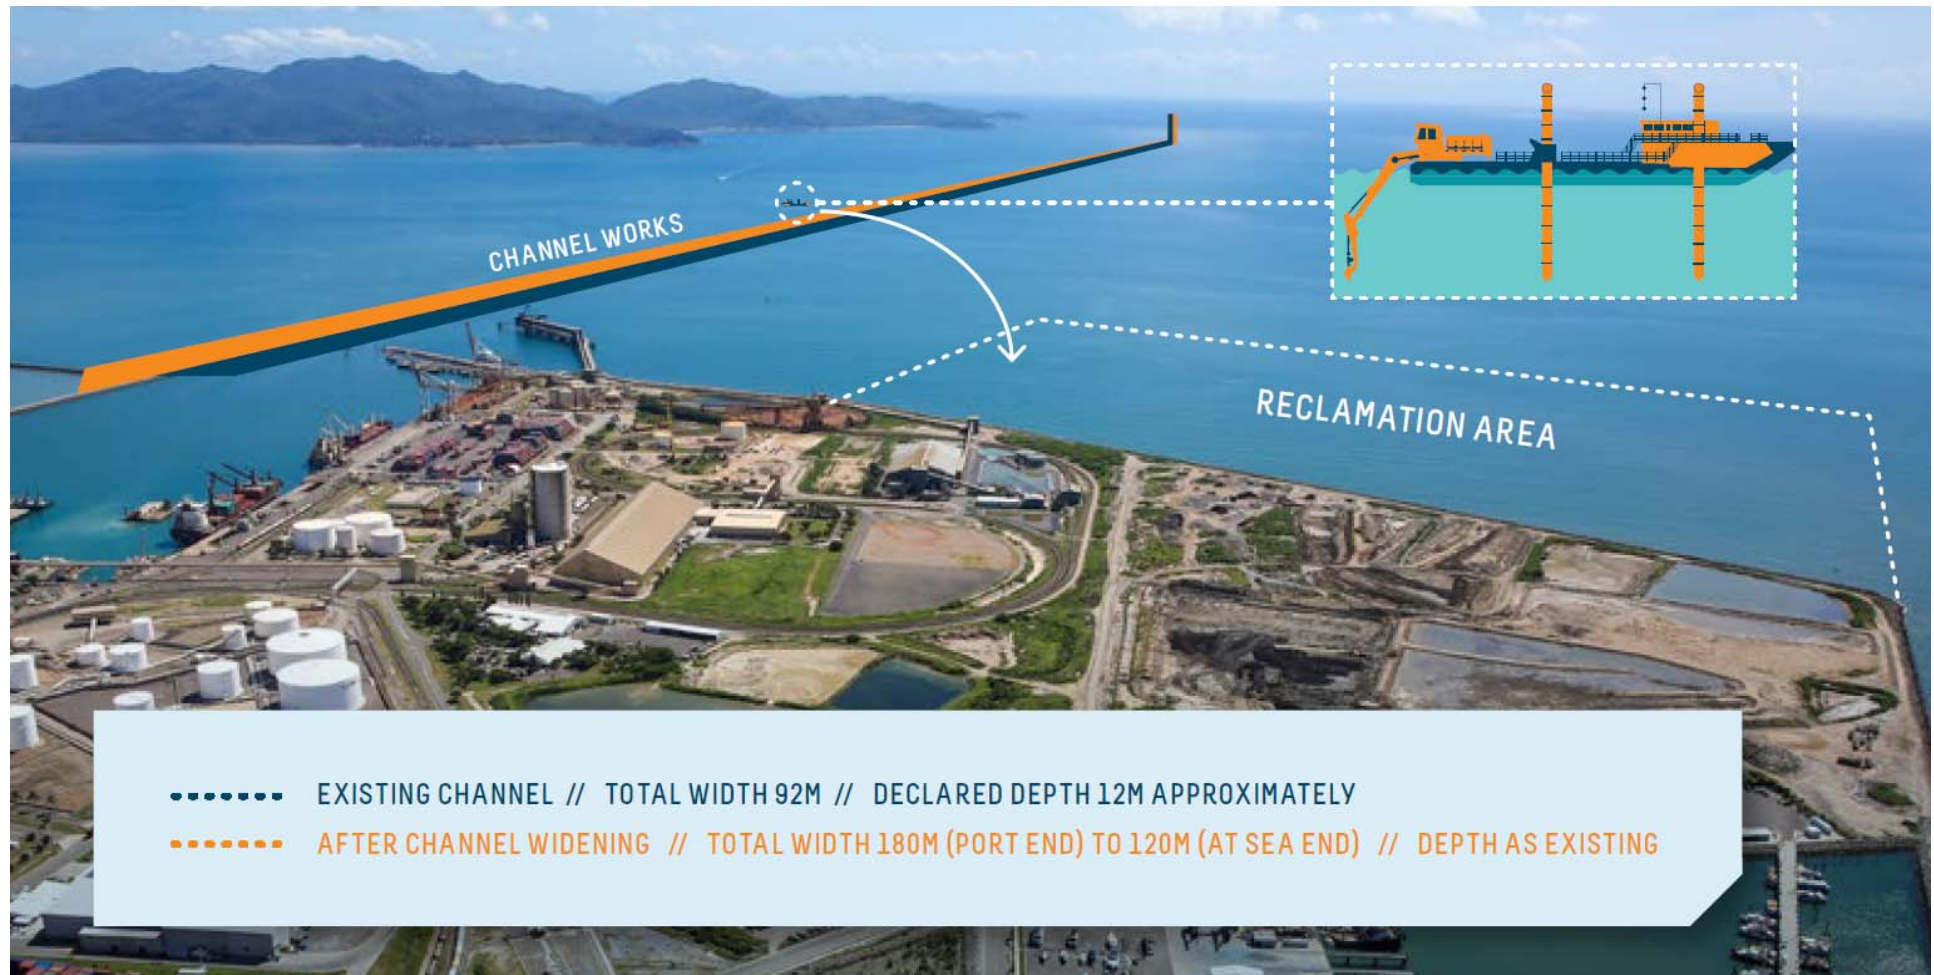 CHANNEL WORKS
RECLAMATION AREA
EXISTING CHANNEL // TOTAL WIDTH 92M // DECLARED DEPTH 12M APPROXIMATELY
AFTER CHANNEL WIDENING // TOTAL WIDTH 180M (PORT END) TO 120M (AT SEA END) // DEPTH AS EXISTING